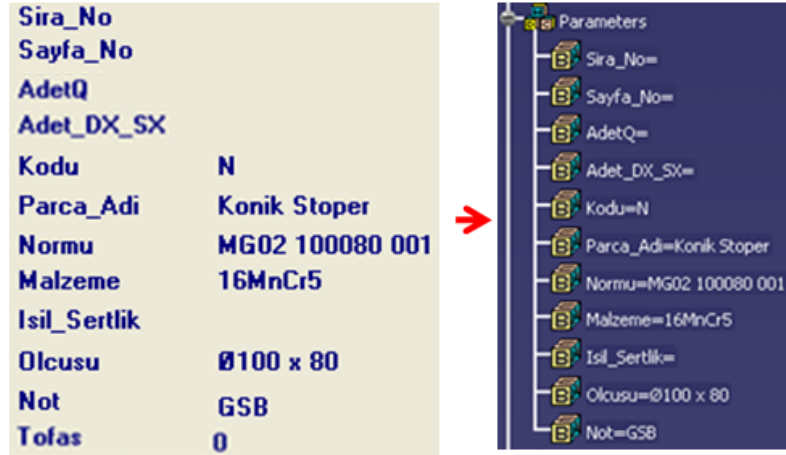 Sira_No
Sayfa_No
AdetQ
Adet_DX_SX
Kodu N
Parca_Adi Konik Stoper
Normu MG02 100080 001
Malzeme 16MnCr5
Isil_Sertlik
Olcusu Ø100 x 80
Not GSB
Tofas 0
Parameters
Sira_No=
Sayfa_No=
AdetQ=
Adet_DX_SX=
Kodu=N
Parca_Adi=Konik Stoper
Normu=MG02 100080 001
Malzeme=16MnCr5
Isil_Sertlik=
Olcusu=Ø100 x 80
Not=GSB